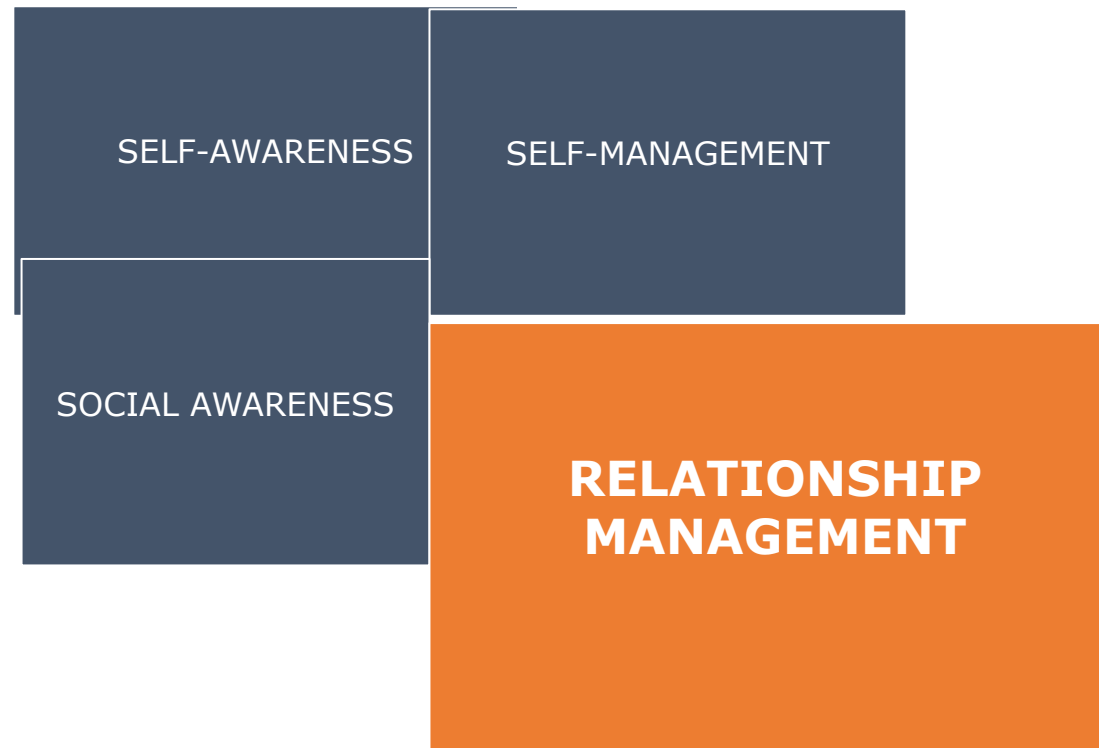 SELF-AWARENESS
SELF-MANAGEMENT
SOCIAL AWARENESS
RELATIONSHIP
MANAGEMENT